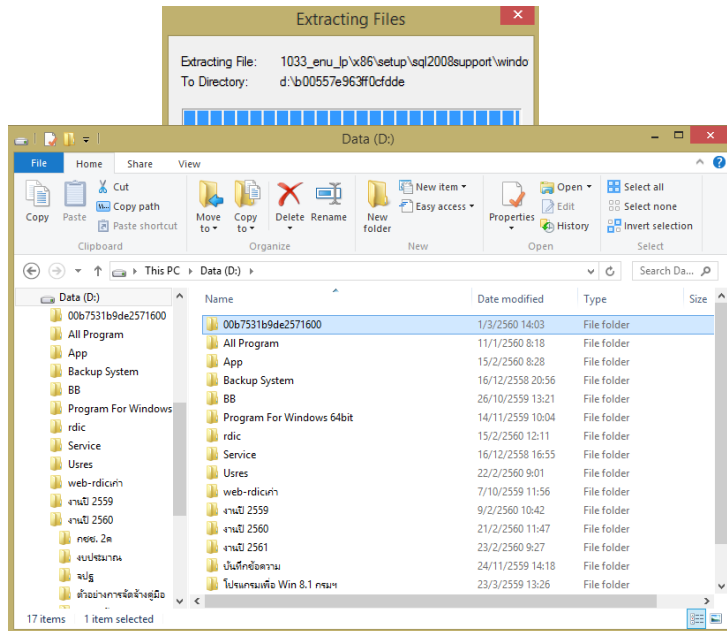 Extracting Files
Extracting File: 1033_enu_lp\x86\setup\sql2008support\windo
To Directory: d:\b00557e963ff0cfdde
Data (D:)
File Home Share View
Copy
Paste
Cut
Copy path
Paste shortcut
Clipboard
Move to
Copy to
Delete
Rename
Organize
New folder
New item
Easy access
New
Properties
Open
Edit
History
Open
Select all
Select none
Invert selection
Select
This PC Data (D:) Search Da...
Data (D:)
00b7531b9de2571600
All Program
App
Backup System
BB
Program For Windows
rdic
Service
Usres
web-rdicเก่า
งานปี 2559
งานปี 2560
กชช. 2ค
งบประมาณ
จปฐ
ตัวอย่างการจัดจ้างคู่มือ
Name Date modified Type Size
00b7531b9de2571600 1/3/2560 14:03 File folder
All Program 11/1/2560 8:18 File folder
App 15/2/2560 8:28 File folder
Backup System 16/12/2558 20:56 File folder
BB 26/10/2559 13:21 File folder
Program For Windows 64bit 14/11/2559 10:04 File folder
rdic 15/2/2560 12:11 File folder
Service 16/12/2558 16:55 File folder
Usres 22/2/2560 9:01 File folder
web-rdicเก่า 7/10/2559 11:56 File folder
งานปี 2559 9/2/2560 10:42 File folder
งานปี 2560 21/2/2560 11:47 File folder
งานปี 2561 23/2/2560 9:27 File folder
บันทึกข้อความ 24/11/2559 14:18 File folder
โปรแกรมเพื่อ Win 8.1 กรมฯ 23/3/2559 13:26 File folder
17 items 1 item selected